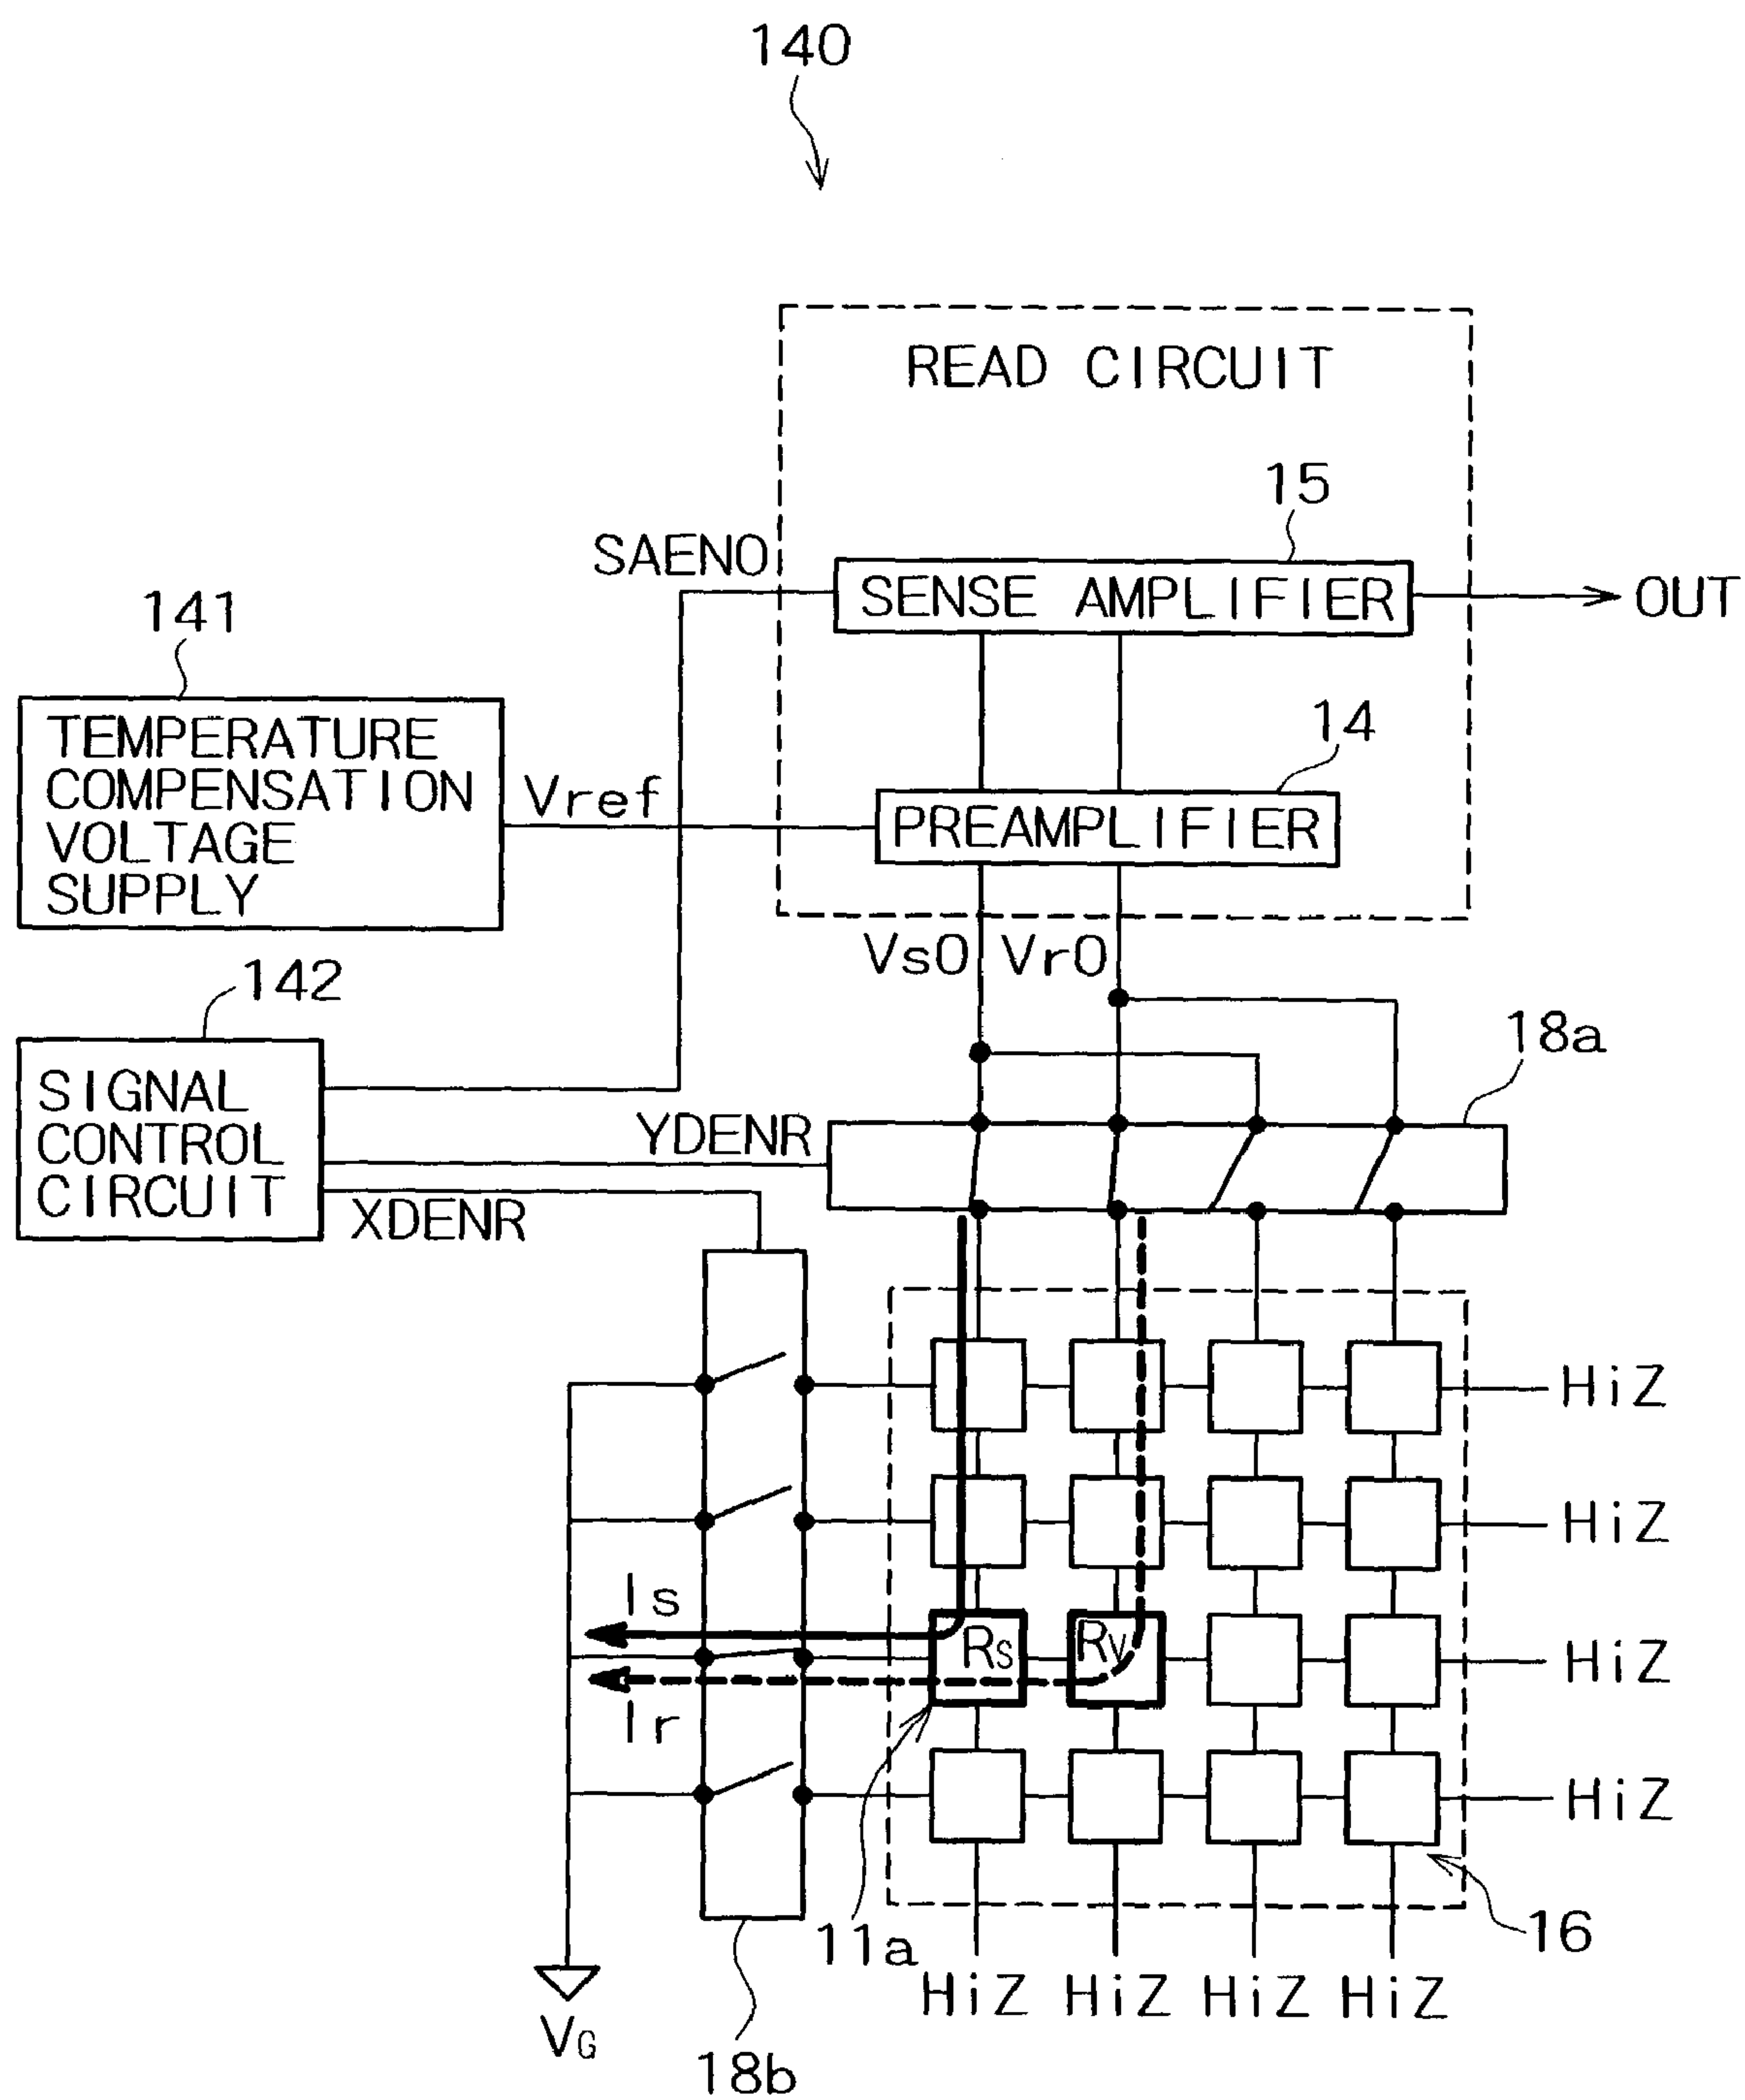 140
READ CIRCUIT
15
SAEN0
SENSE AMPLIFIER
OUT
141
TEMPERATURE
COMPENSATION
VOLTAGE
SUPPLY
Vref
14
PREAMPLIFIER
Vs0 Vr0
142
18a
SIGNAL
CONTROL
CIRCUIT
YDENR
XDENR
HiZ
HiZ
Is
Rs
Rv
HiZ
Ir
HiZ
11a
16
HiZ HiZ HiZ HiZ
VG
18b